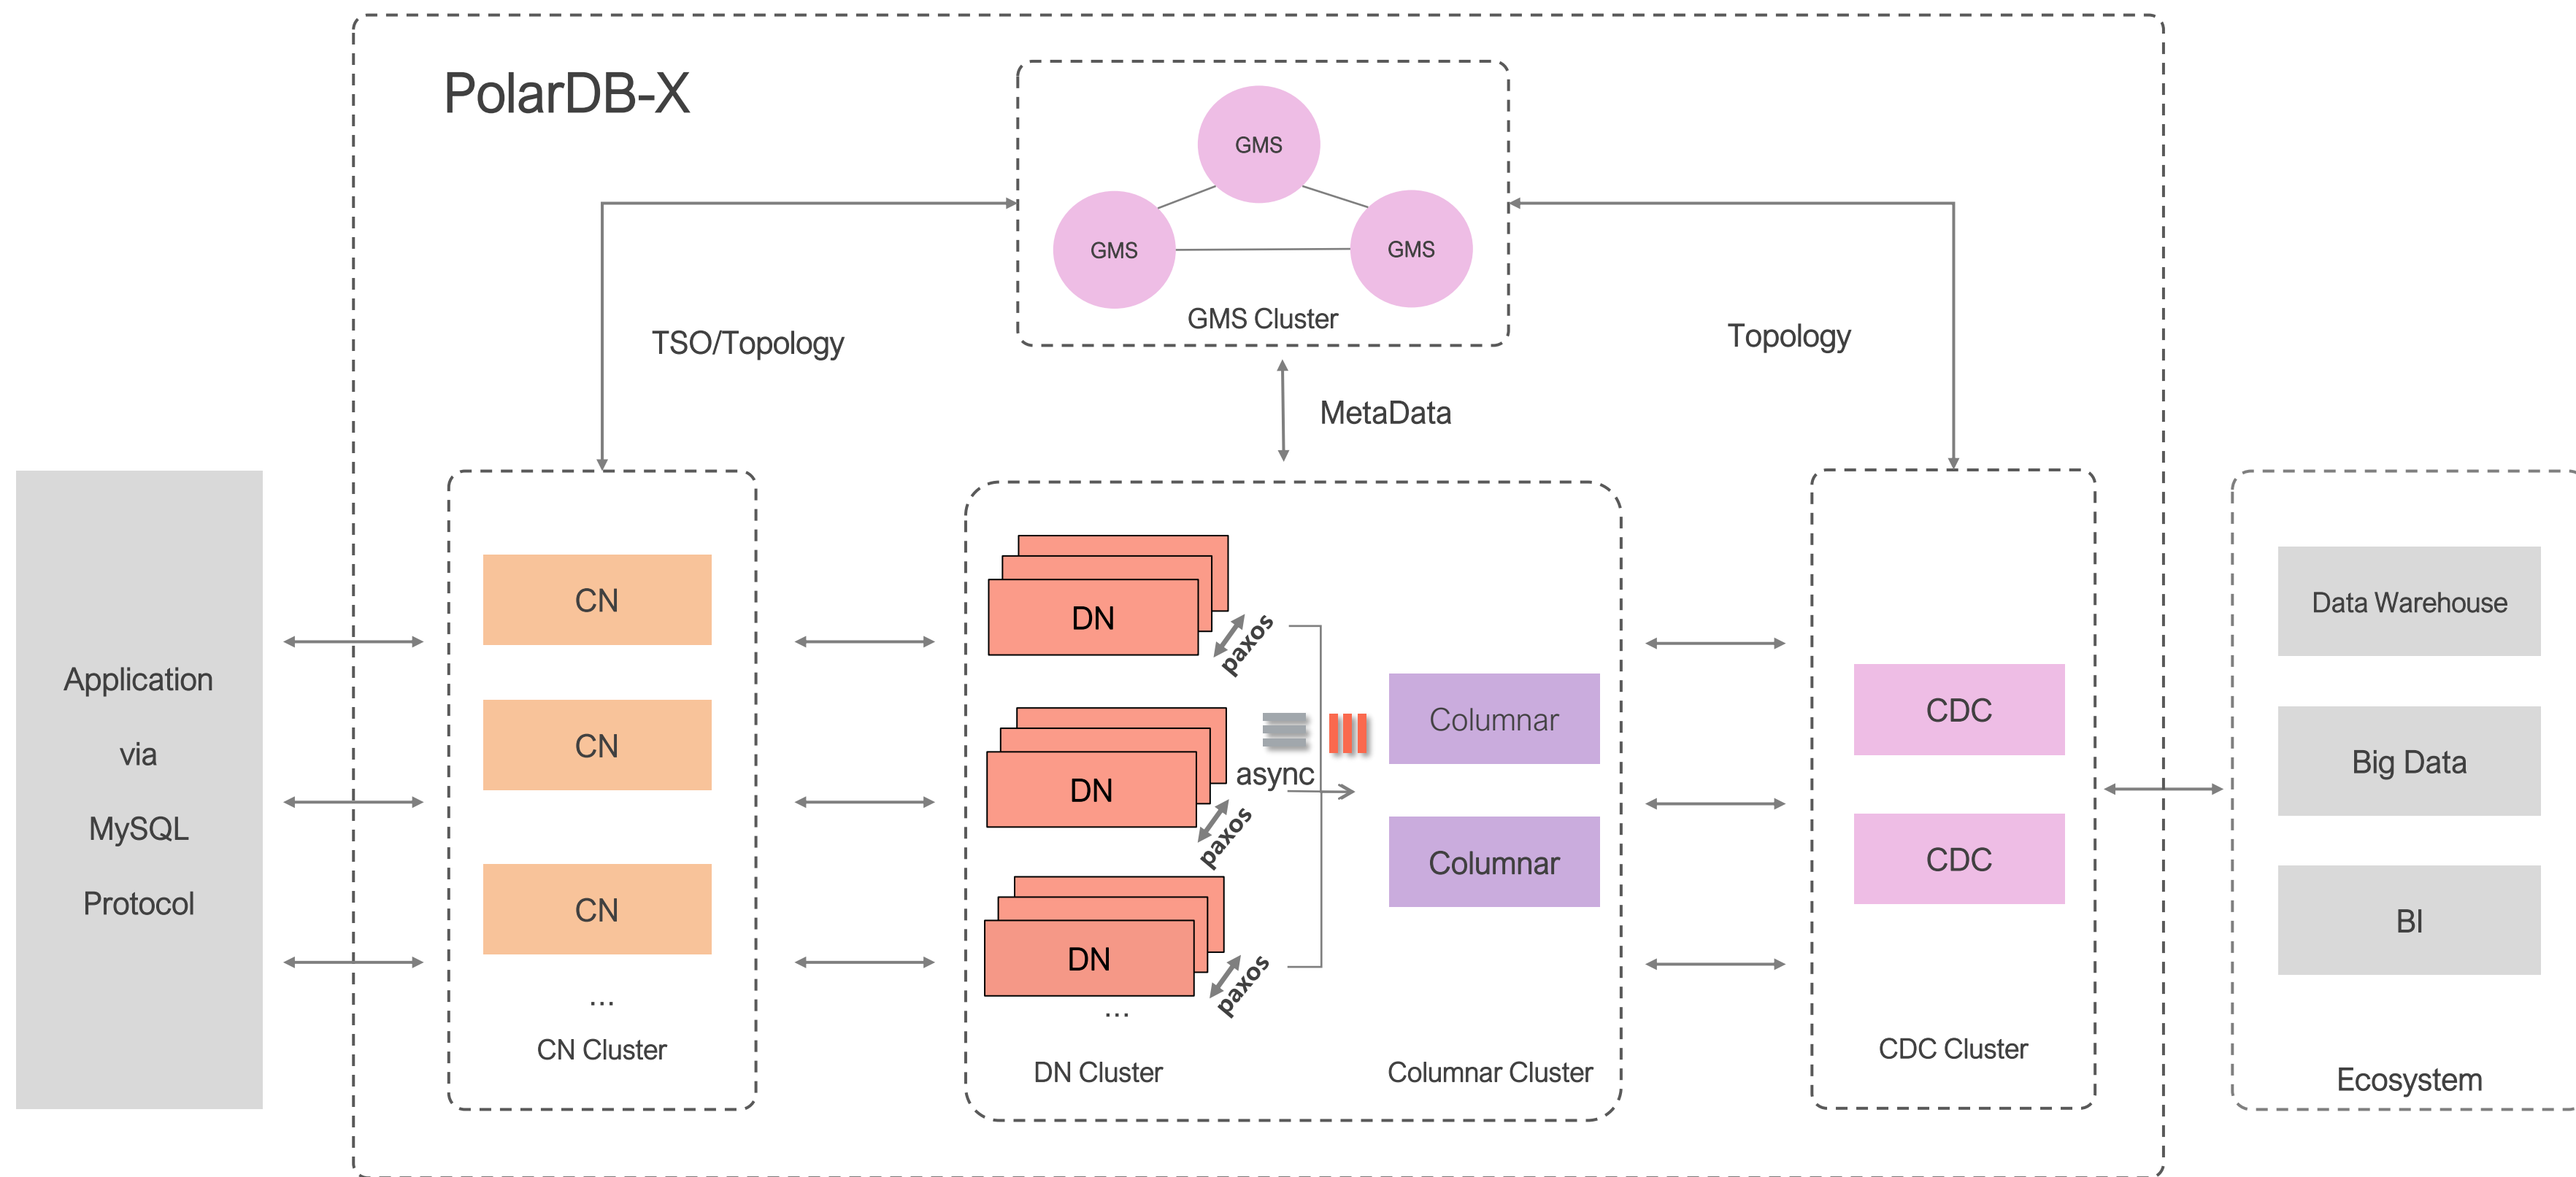 PolarDB-X
GMS
GMS
GMS
GMS Cluster
TSO/Topology
Topology
MetaData
Application
via
MySQL
Protocol
CN
CN
CN
...
CN Cluster
DN
paxos
DN
paxos
DN
paxos
...
DN Cluster
async
Columnar
Columnar
Columnar Cluster
CDC
CDC
CDC Cluster
Data Warehouse
Big Data
BI
Ecosystem